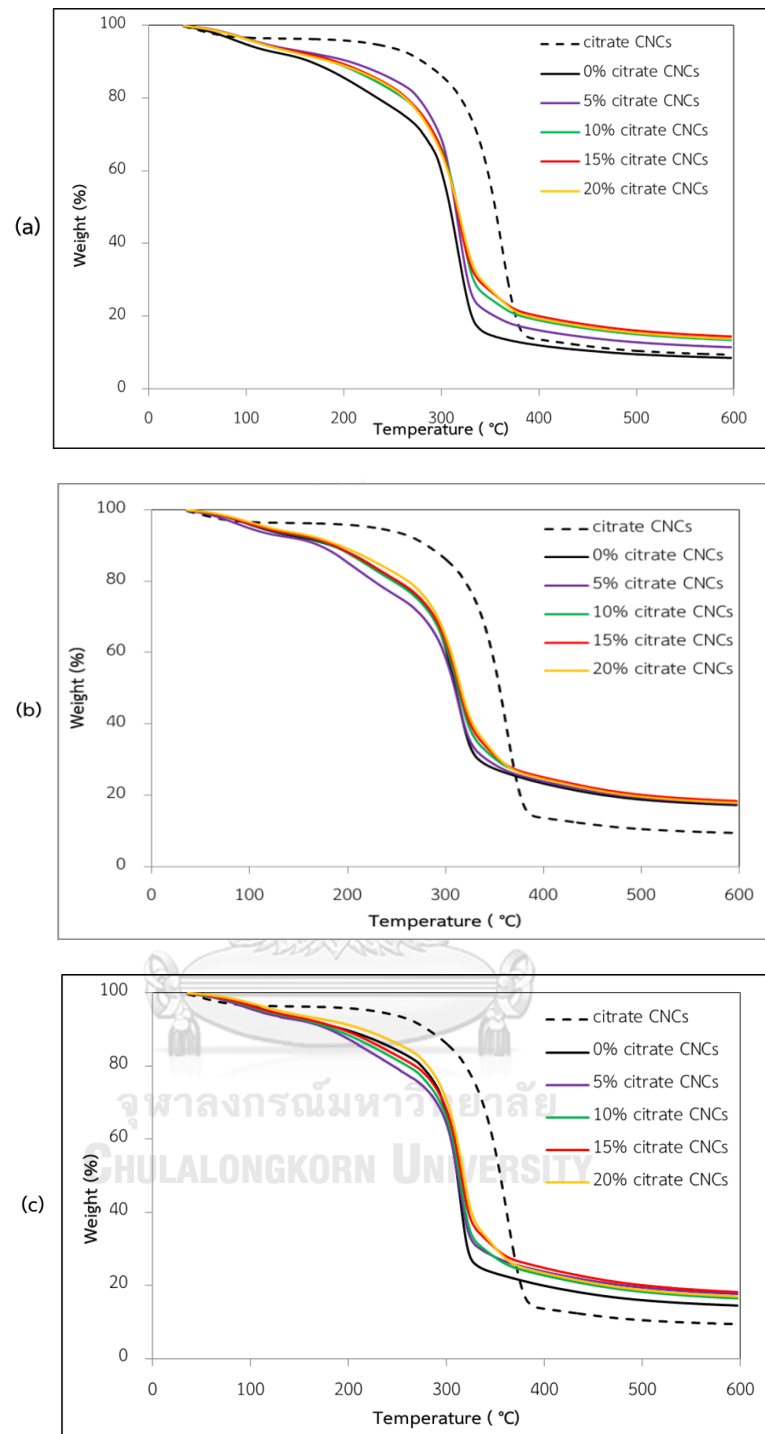 (a)
Weight (%)
100
80
60
40
20
0
0 100 200 300 400 500 600
Temperature ( °C)
citrate CNCs
0% citrate CNCs
5% citrate CNCs
10% citrate CNCs
15% citrate CNCs
20% citrate CNCs
(b)
Weight (%)
100
80
60
40
20
0
0 100 200 300 400 500 600
Temperature ( °C)
citrate CNCs
0% citrate CNCs
5% citrate CNCs
10% citrate CNCs
15% citrate CNCs
20% citrate CNCs
(c)
Weight (%)
100
80
60
40
20
0
0 100 200 300 400 500 600
Temperature ( °C)
citrate CNCs
0% citrate CNCs
5% citrate CNCs
10% citrate CNCs
15% citrate CNCs
20% citrate CNCs
จุฬาลงกรณ์มหาวิทยาลัย
CHULALONGKORN UNIVERSITY